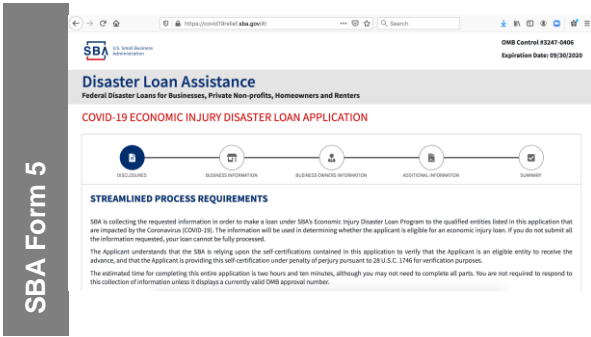 SBA Form 5
https://covid19relief.sba.gov/#/
Search
SBA
U.S. Small Business
Administration
OMB Control #3247-0406
Expiration Date: 09/30/2020
Disaster Loan Assistance
Federal Disaster Loans for Businesses, Private Non-profits, Homeowners and Renters
COVID-19 ECONOMIC INJURY DISASTER LOAN APPLICATION
DISCLOSURES
BUSINESS INFORMATION
BUSINESS OWNERS INFORMATION
ADDITIONAL INFORMATION
SUMMARY
STREAMLINED PROCESS REQUIREMENTS
SBA is collecting the requested information in order to make a loan under SBA's Economic Injury Disaster Loan Program to the qualified entities listed in this application that
are impacted by the Coronavirus (COVID-19). The information will be used in determining whether the applicant is eligible for an economic injury loan. If you do not submit all
the information requested, your loan cannot be fully processed.
The Applicant understands that the SBA is relying upon the self-certifications contained in this application to verify that the Applicant is an eligible entity to receive the
advance, and that the Applicant is providing this self-certification under penalty of perjury pursuant to 28 U.S.C. 1746 for verification purposes.
The estimated time for completing this entire application is two hours and ten minutes, although you may not need to complete all parts. You are not required to respond to
this collection of information unless it displays a currently valid OMB approval number.